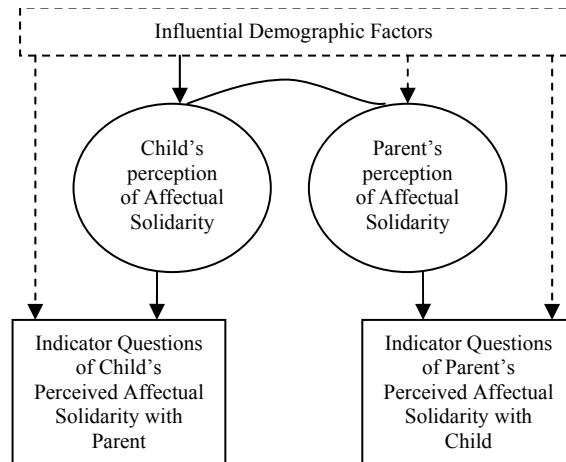 Influential Demographic Factors
Child's
perception
of Affectual
Solidarity
Parent's
perception
of Affectual
Solidarity
Indicator Questions
of Child's
Perceived Affectual
Solidarity with
Parent
Indicator Questions
of Parent's
Perceived Affectual
Solidarity with
Child